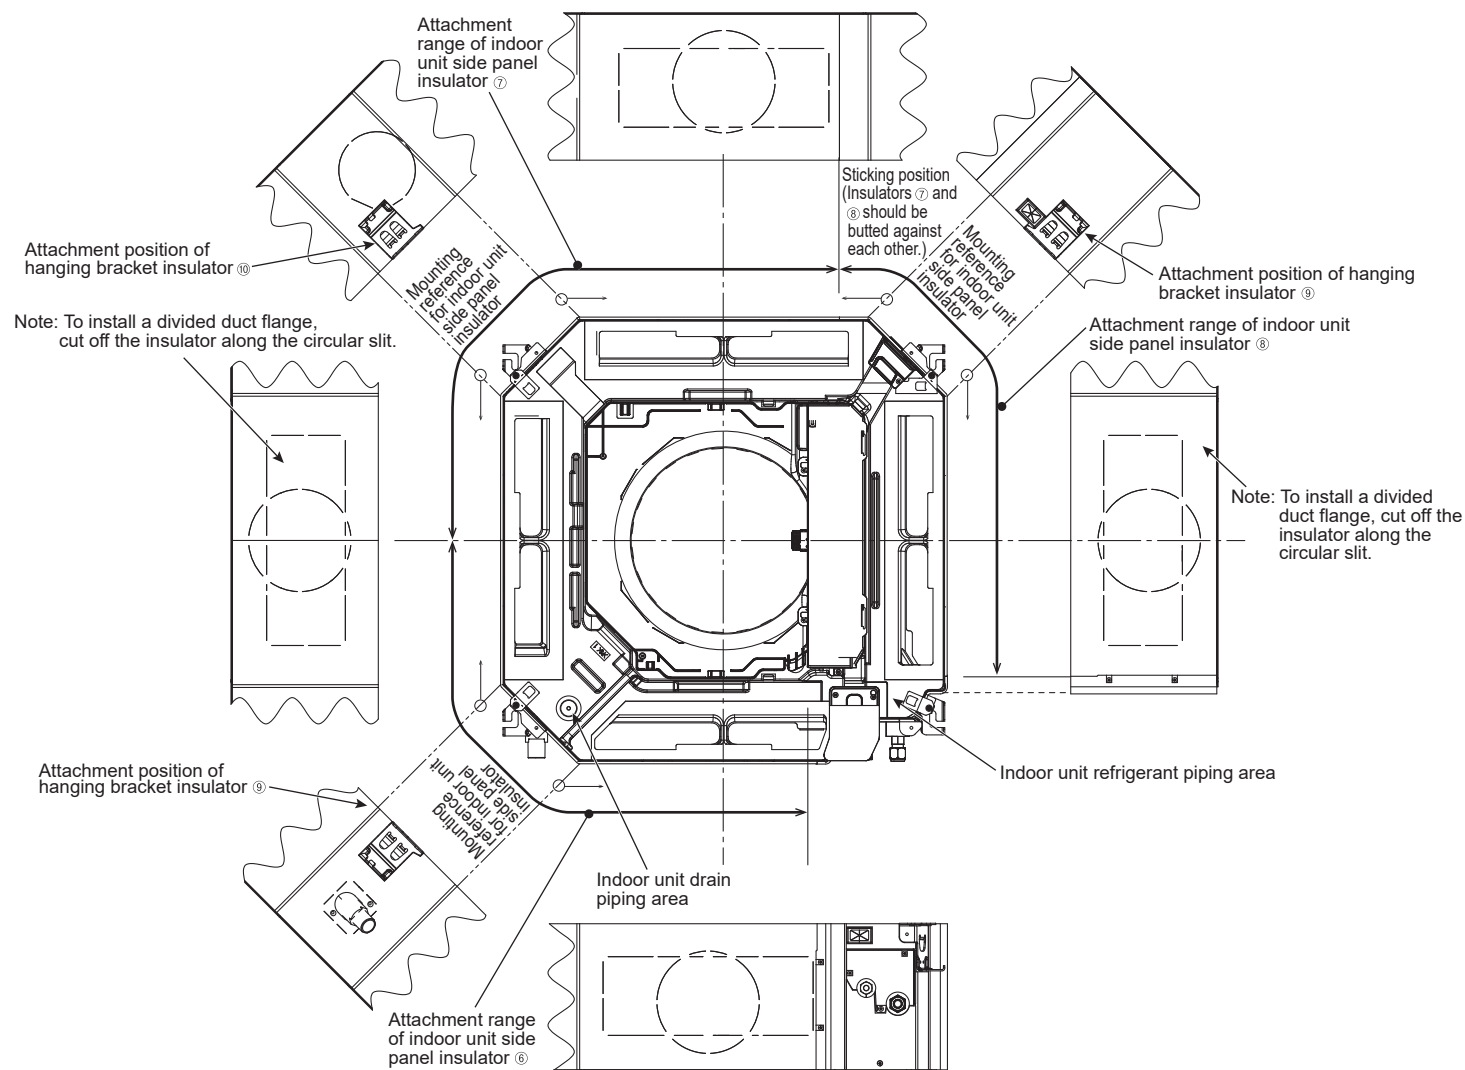 Attachment
range of indoor
unit side panel
insulator ⑦
Sticking position
(Insulators ⑦ and
⑧ should be
butted against
each other.)
Attachment position of
hanging bracket insulator ⑩
Mounting
reference
for indoor unit
side panel
insulator
Mounting
reference
for indoor unit
side panel
insulator
Attachment position of hanging
bracket insulator ⑨
Note: To install a divided duct flange,
cut off the insulator along the circular slit.
Attachment range of indoor unit
side panel insulator ⑧
Note: To install a divided
duct flange, cut off the
insulator along the
circular slit.
Attachment position of
hanging bracket insulator ⑨
Mounting
reference
for indoor unit
side panel
insulator
Indoor unit refrigerant piping area
Indoor unit drain
piping area
Attachment range
of indoor unit side
panel insulator ⑥